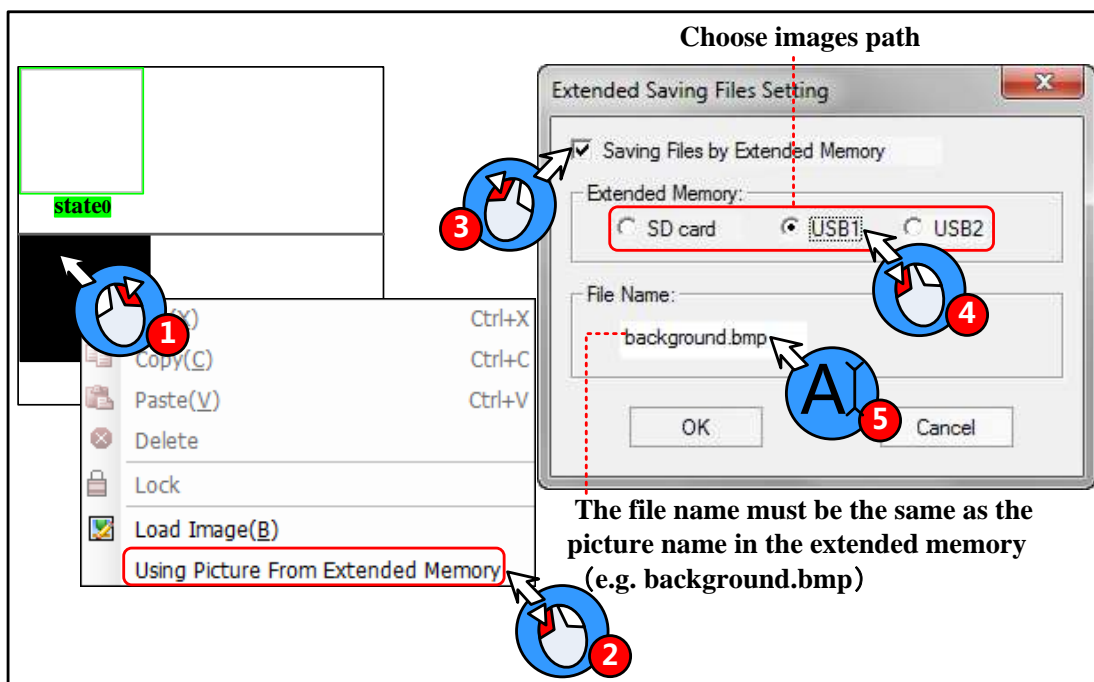 Choose images path
Extended Saving Files Setting
Saving Files by Extended Memory
Extended Memory:
SD card USB1 USB2
File Name:
background.bmp
OK Cancel
The file name must be the same as the
picture name in the extended memory
（e.g. background.bmp）
state0
(X) Ctrl+X
Copy(C) Ctrl+C
Paste(V) Ctrl+V
Delete
Lock
Load Image(B)
Using Picture From Extended Memory
1
2
3
4
5
A